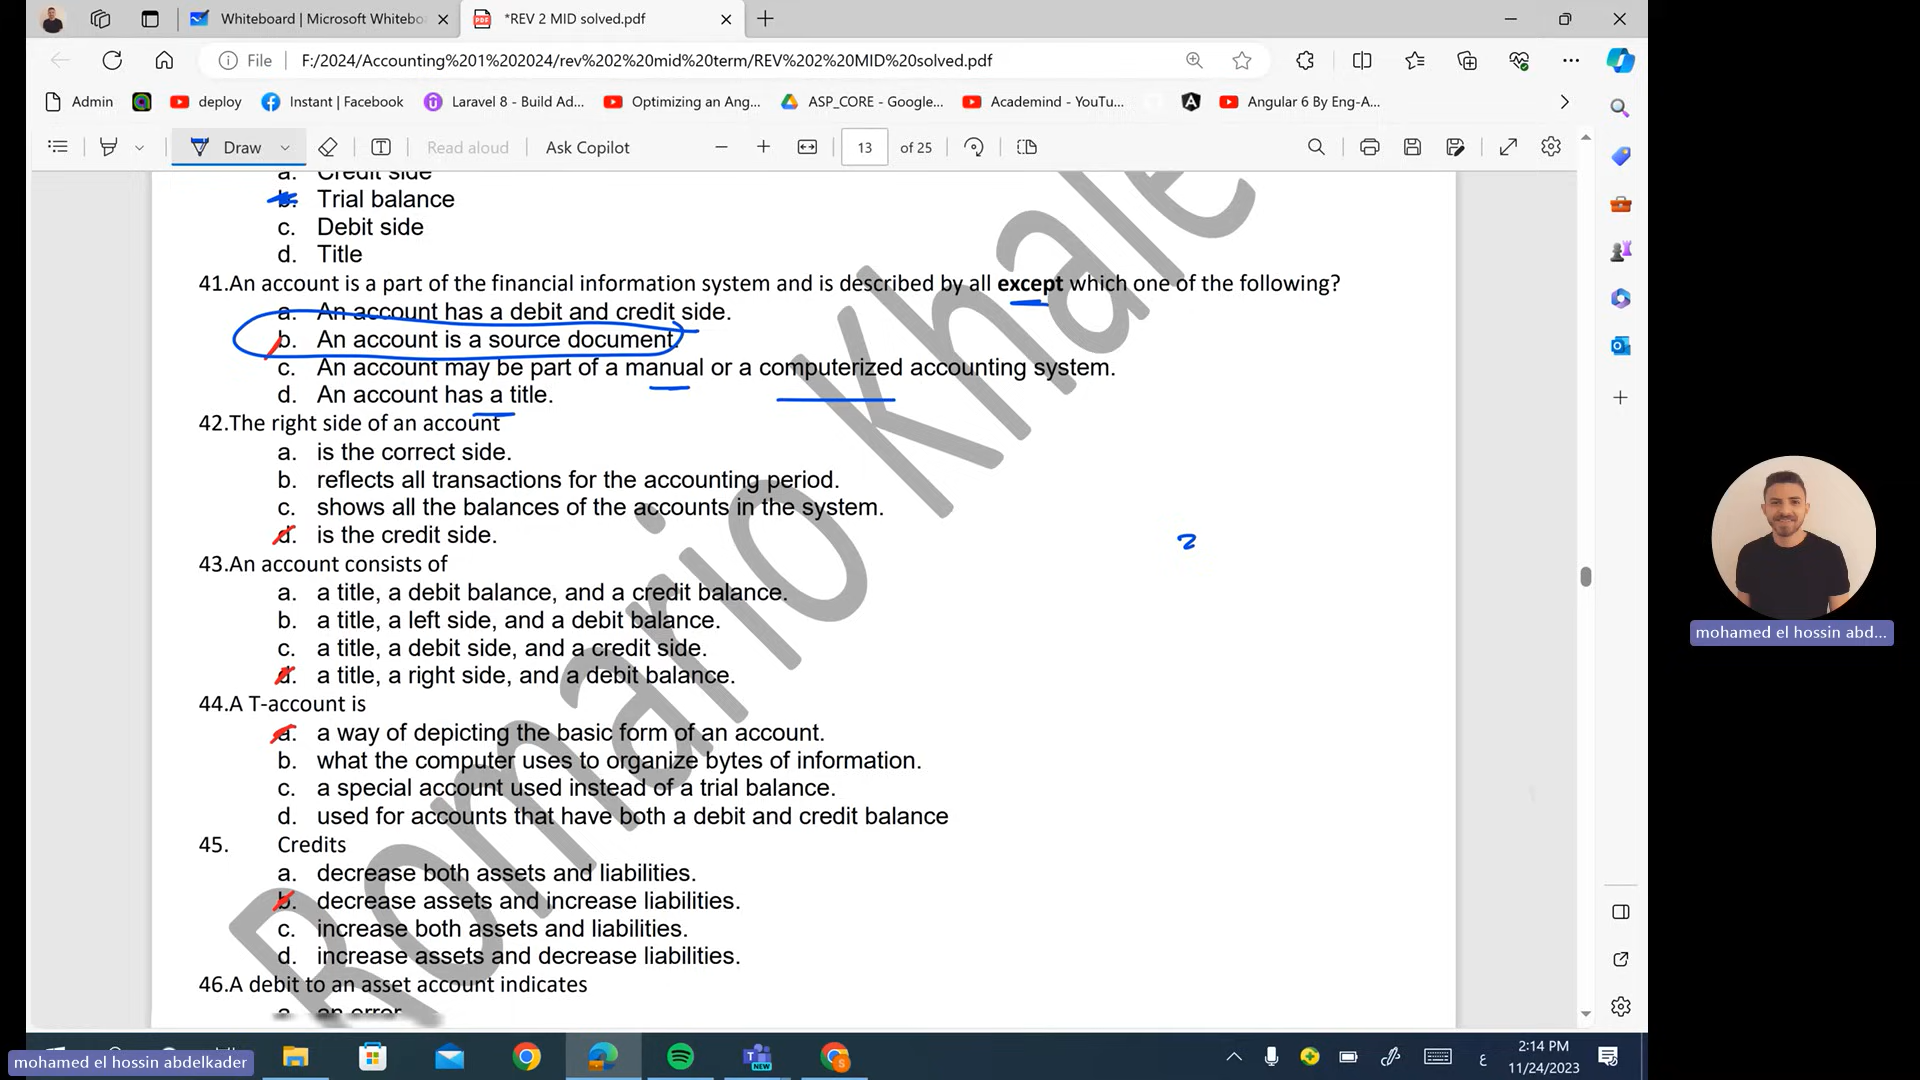 Whiteboard | Microsoft Whitebo
*REV 2 MID solved.pdf
File
F:/2024/Accounting%201%202024/rev%202%20mid%20term/REV%202%20MID%20solved.pdf
Admin
deploy
Instant | Facebook
Laravel 8 - Build Ad...
Optimizing an Ang...
ASP_CORE - Google...
Academind - YouTu...
Angular 6 By Eng-A...
Draw
Read aloud
Ask Copilot
13
of 25
a. Credit side
b. Trial balance
c. Debit side
d. Title
41.An account is a part of the financial information system and is described by all except which one of the following?
a. An account has a debit and credit side.
b. An account is a source document.
c. An account may be part of a manual or a computerized accounting system.
d. An account has a title.
42.The right side of an account
a. is the correct side.
b. reflects all transactions for the accounting period.
c. shows all the balances of the accounts in the system.
d. is the credit side.
43.An account consists of
a. a title, a debit balance, and a credit balance.
b. a title, a left side, and a debit balance.
c. a title, a debit side, and a credit side.
d. a title, a right side, and a debit balance.
44.A T-account is
a. a way of depicting the basic form of an account.
b. what the computer uses to organize bytes of information.
c. a special account used instead of a trial balance.
d. used for accounts that have both a debit and credit balance
45. Credits
a. decrease both assets and liabilities.
b. decrease assets and increase liabilities.
c. increase both assets and liabilities.
d. increase assets and decrease liabilities.
46.A debit to an asset account indicates
a. an error
Romario Khale
mohamed el hossin abd...
mohamed el hossin abdelkader
NEW
ع
2:14 PM
11/24/2023